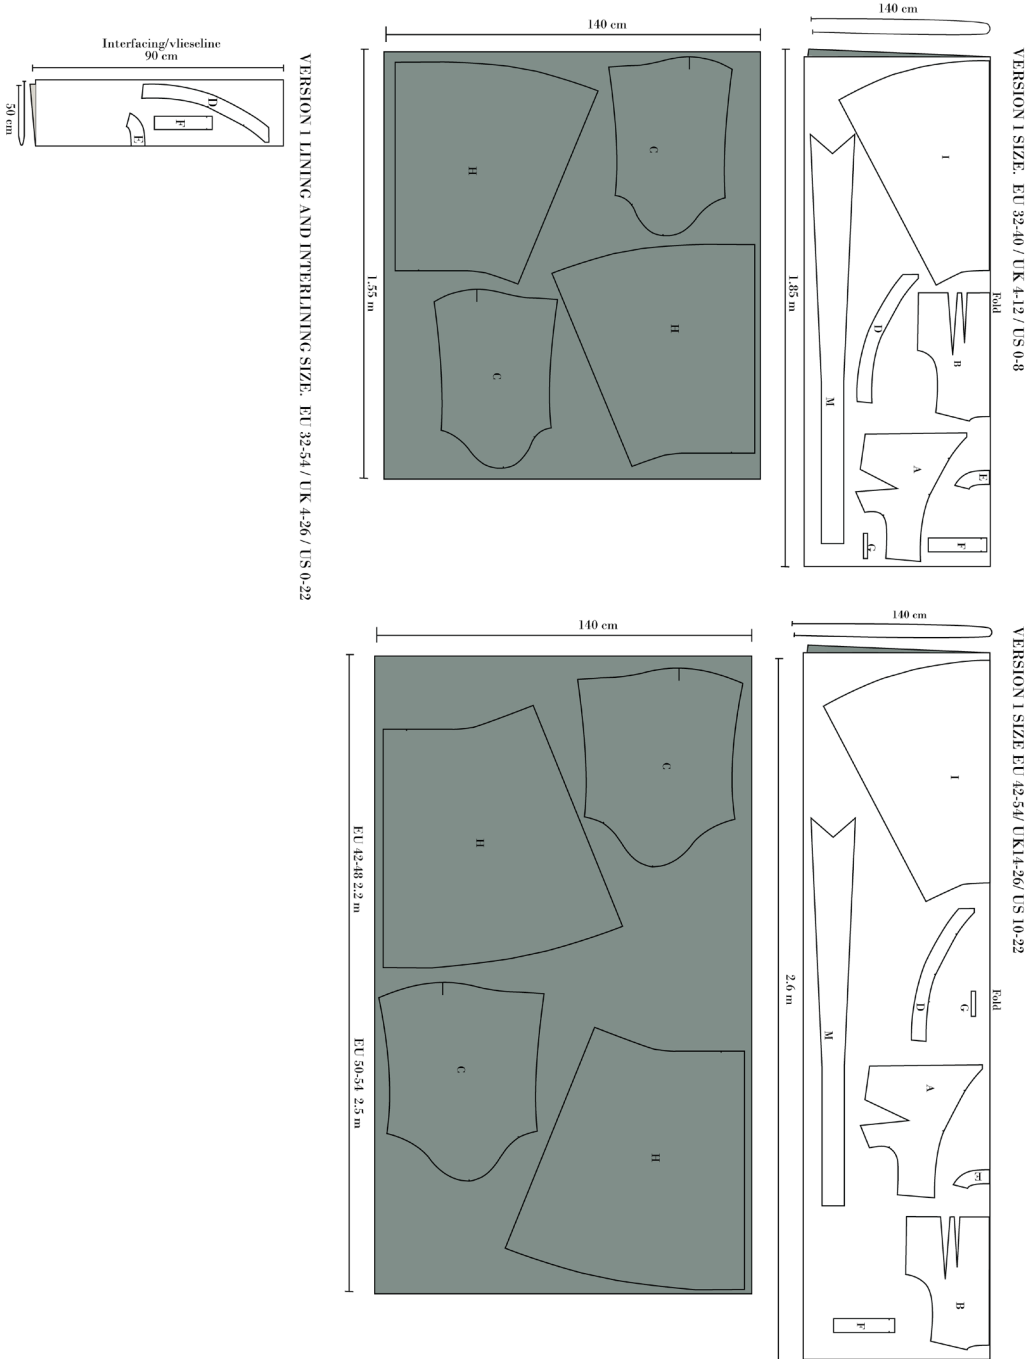 VERSION 1 SIZE. EU 32-40 / UK 4-12 / US 0-8
140 cm
I
Fold
B
D
M
A
E
F
G
1.85 m
140 cm
C
H
H
C
1.55 m
VERSION 1 SIZE EU 42-54/ UK14-26/ US 10-22
140 cm
I
Fold
G
D
M
A
E
B
F
2.6 m
140 cm
C
H
C
H
EU 42-48 2.2 m
EU 50-54 2.5 m
VERSION 1 LINING AND INTERLINING SIZE. EU 32-54 / UK 4-26 / US 0-22
Interfacing/vlieseline
90 cm
50 cm
D
F
E